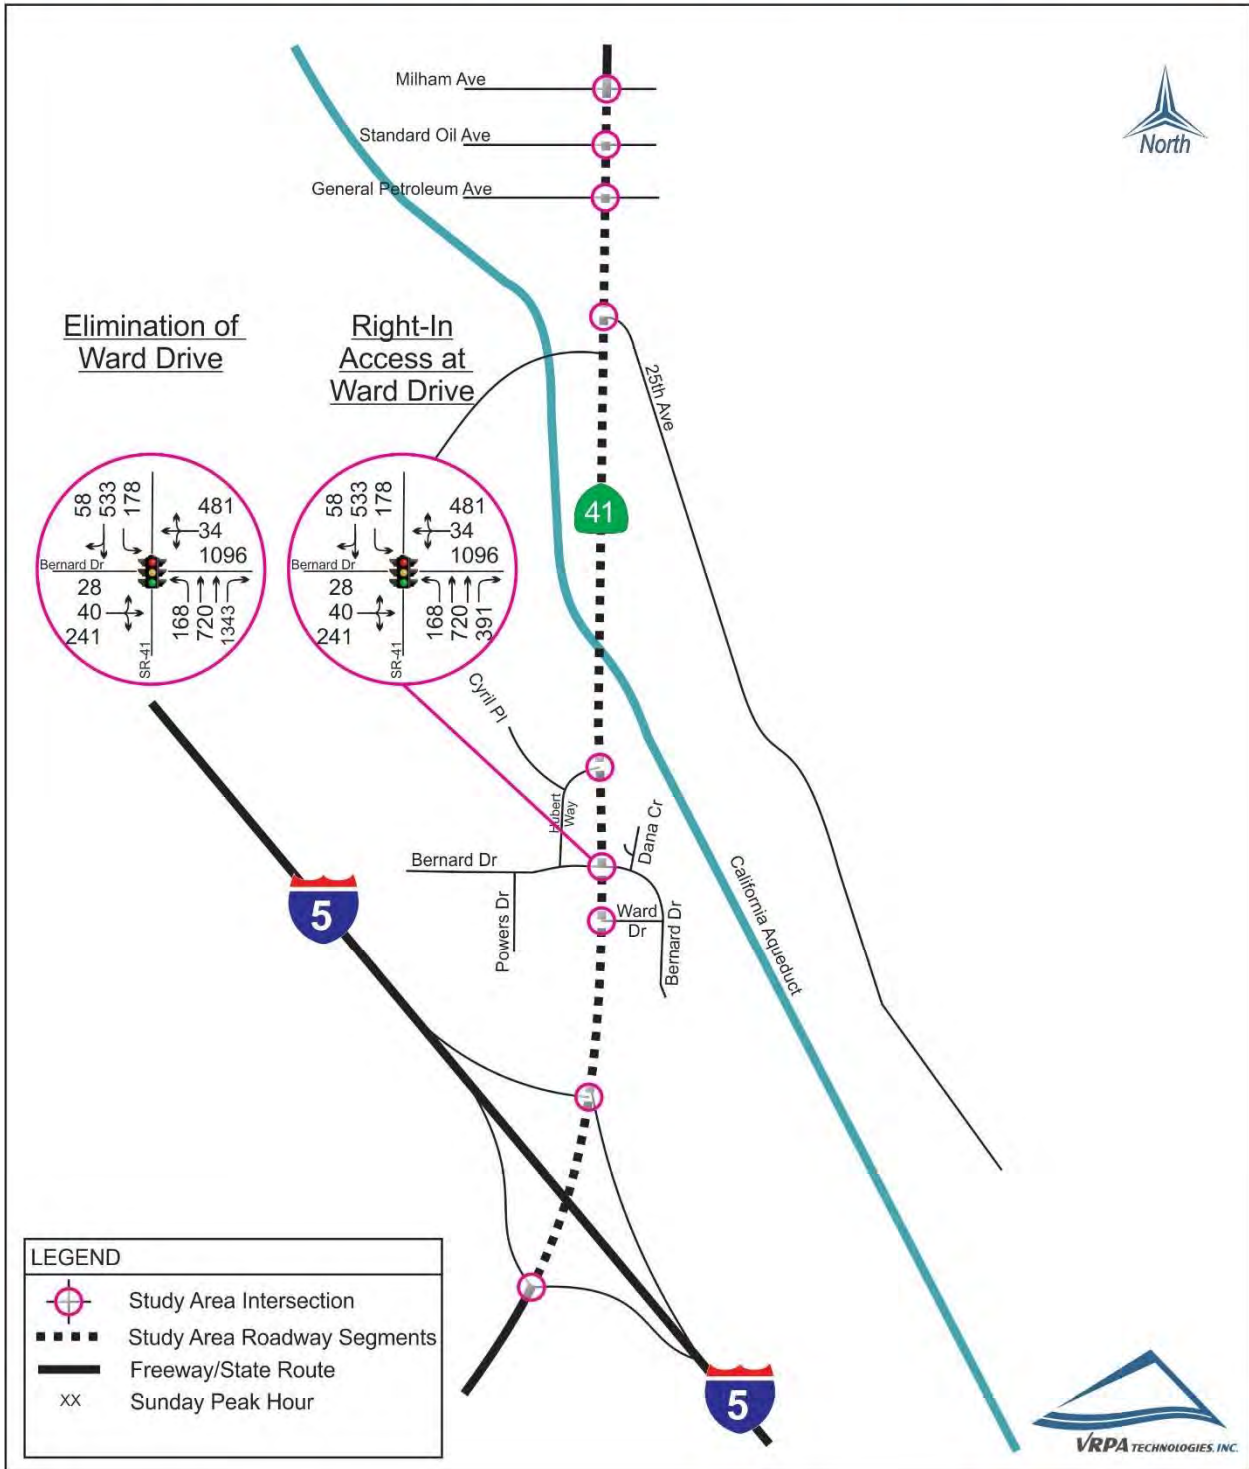 Milham Ave
Standard Oil Ave
General Petroleum Ave
North
Elimination of
Ward Drive
Right-In
Access at
Ward Drive
25th Ave
41
58
533
178
481
34
1096
Bernard Dr
28
40
241
168
720
1343
SR-41
58
533
178
481
34
1096
Bernard Dr
28
40
241
168
720
391
SR-41
Cyril Pl
Hubert
Way
Dana Cr
Bernard Dr
Powers Dr
Ward
Dr
Bernard Dr
California Aqueduct
5
LEGEND
Study Area Intersection
Study Area Roadway Segments
Freeway/State Route
XX Sunday Peak Hour
5
VRPA TECHNOLOGIES, INC.